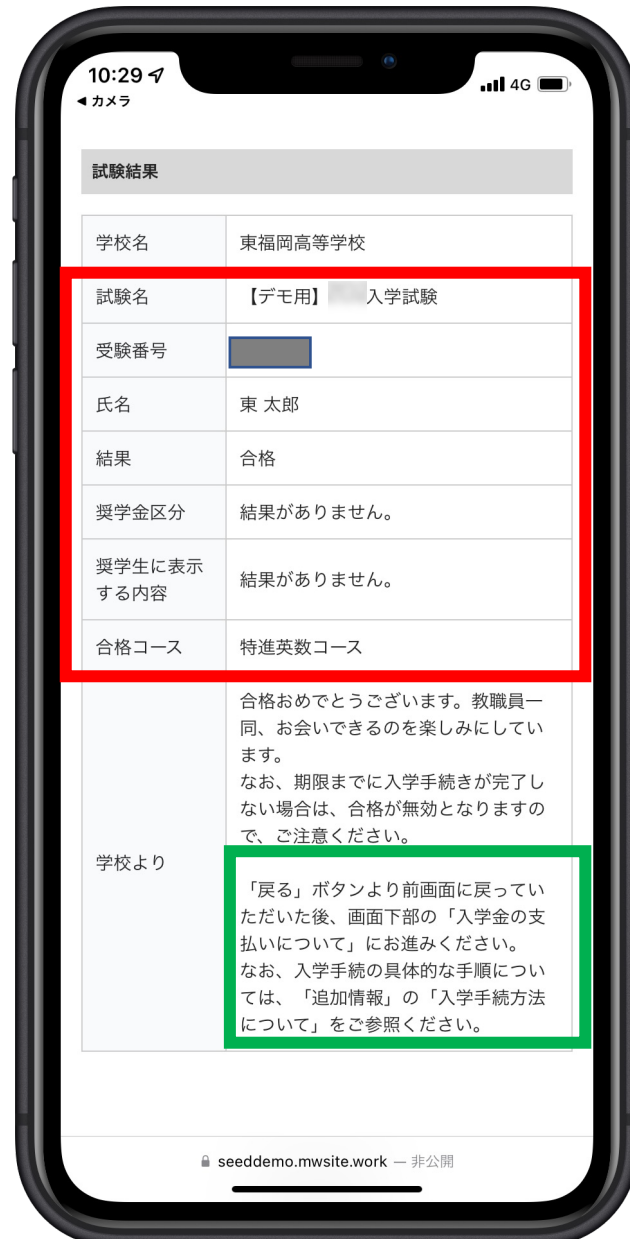 10:29
4G
◀ カメラ
試験結果
学校名 東福岡高等学校
試験名 【デモ用】 入学試験
受験番号
氏名 東 太郎
結果 合格
奨学金区分 結果がありません。
奨学生に表示
する内容
結果がありません。
合格コース 特進英数コース
学校より
合格おめでとうございます。教職員一
同、お会いできるのを楽しみにしてい
ます。
なお、期限までに入学手続きが完了し
ない場合は、合格が無効となりますの
で、ご注意ください。
「戻る」ボタンより前画面に戻ってい
ただいた後、画面下部の「入学金の支
払いについて」にお進みください。
なお、入学手続の具体的な手順につい
ては、「追加情報」の「入学手続方法
について」をご参照ください。
seeddemo.mwsite.work — 非公開